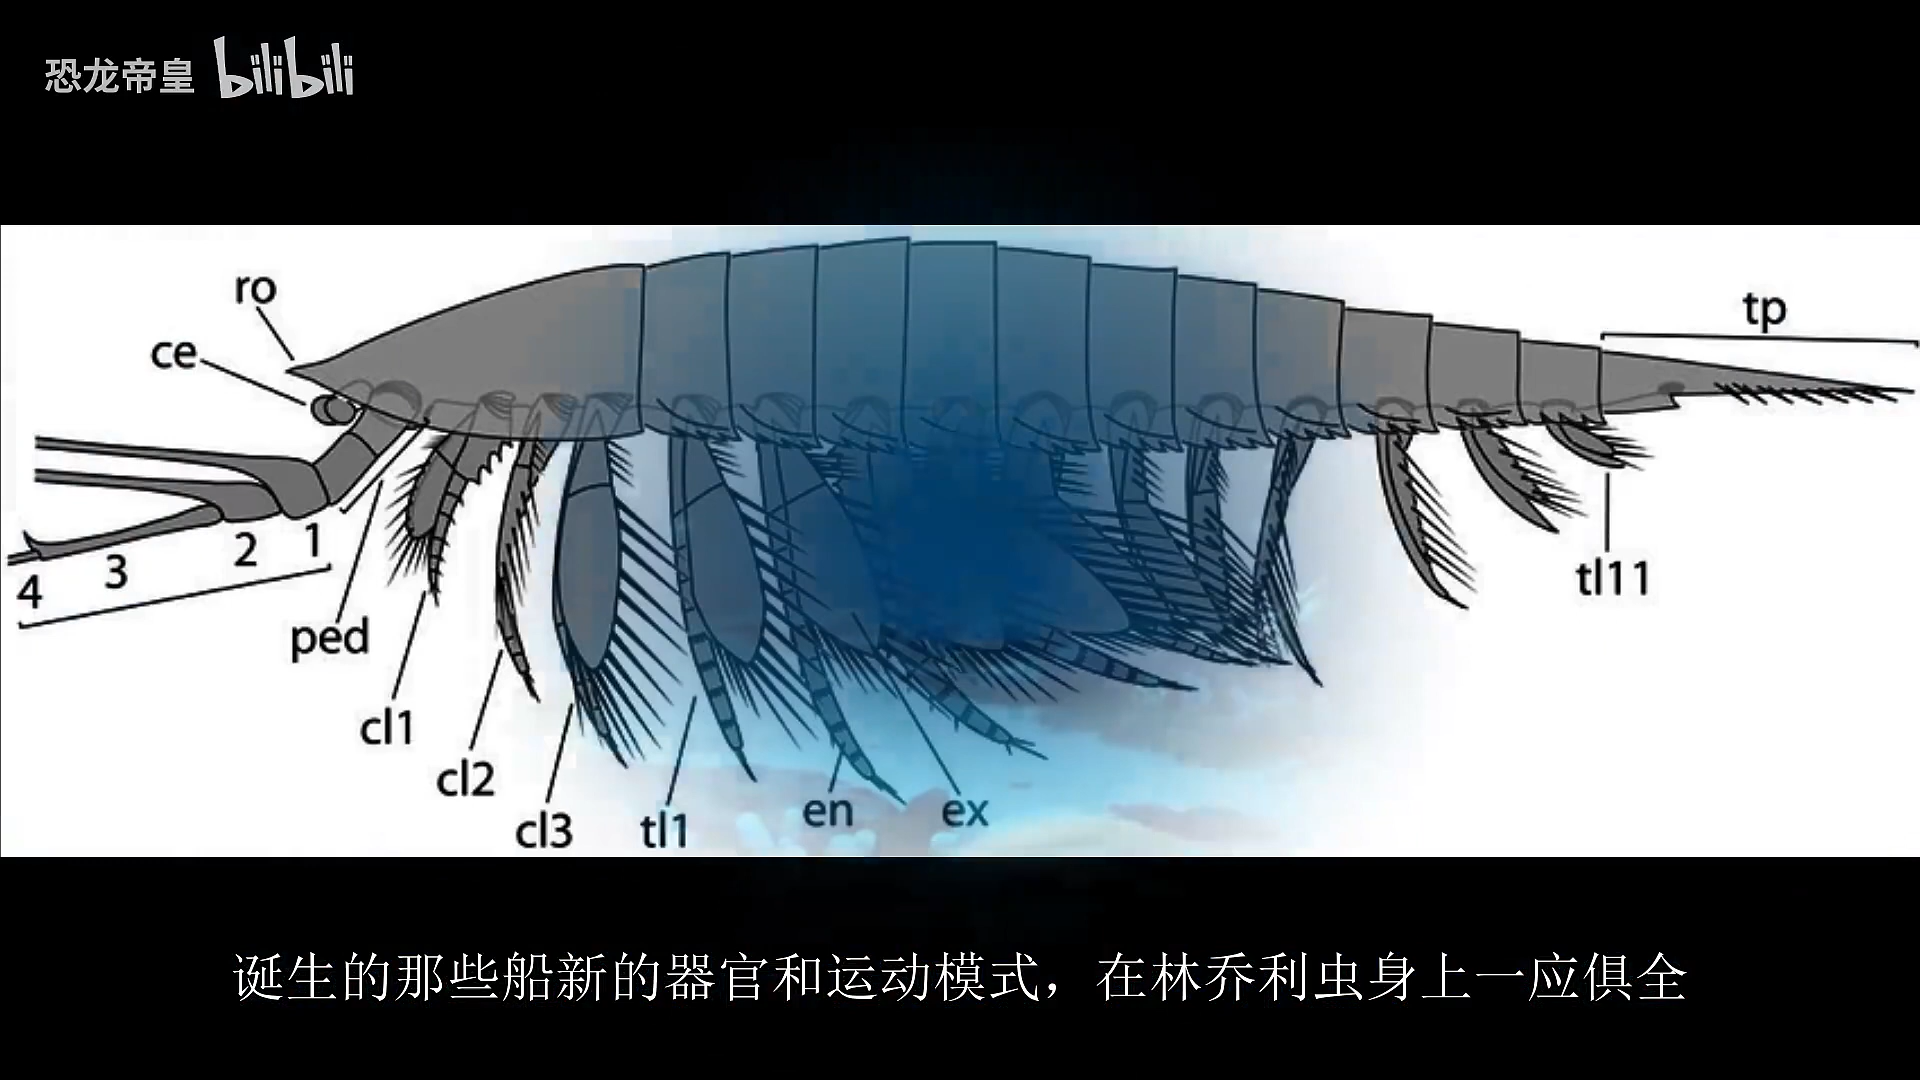 恐龙帝皇 bilibili
ro
ce
tp
1
2
3
4
ped
cl1
cl2
cl3
tl1
en
ex
tl11
诞生的那些船新的器官和运动模式，在林乔利虫身上一应俱全